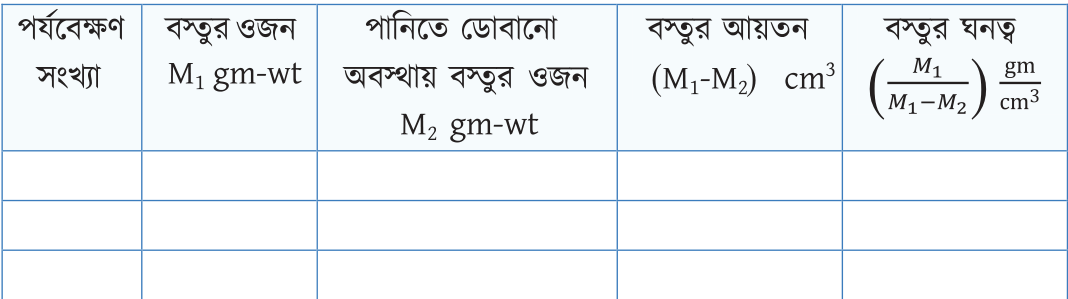 পর্যবেক্ষণ
সংখ্যা
বস্তুর ওজন
M₁ gm-wt
পানিতে ডোবানো
অবস্থায় বস্তুর ওজন
M₂ gm-wt
বস্তুর আয়তন
(M₁-M₂) cm³
বস্তুর ঘনত্ব
(M₁/(M₁−M₂)) gm/cm³